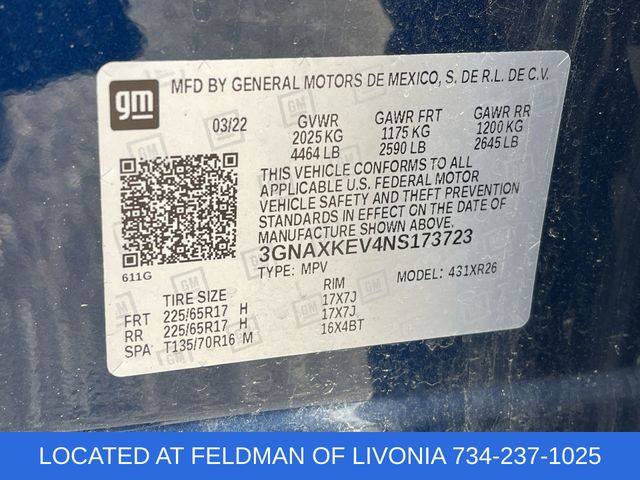 gm
MFD BY GENERAL MOTORS DE MEXICO, S. DE R.L. DE C.V.
03/22 GVWR GAWR FRT GAWR RR
2025 KG 1175 KG 1200 KG
4464 LB 2590 LB 2645 LB
THIS VEHICLE CONFORMS TO ALL
APPLICABLE U.S. FEDERAL MOTOR
VEHICLE SAFETY AND THEFT PREVENTION
STANDARDS IN EFFECT ON THE DATE OF
MANUFACTURE SHOWN ABOVE.
3GNAXKEV4NS173723
611G
TYPE: MPV MODEL: 431XR26
TIRE SIZE RIM
FRT 225/65R17 H 17X7J
RR 225/65R17 H 17X7J
SPA T135/70R16 M 16X4BT
LOCATED AT FELDMAN OF LIVONIA 734-237-1025